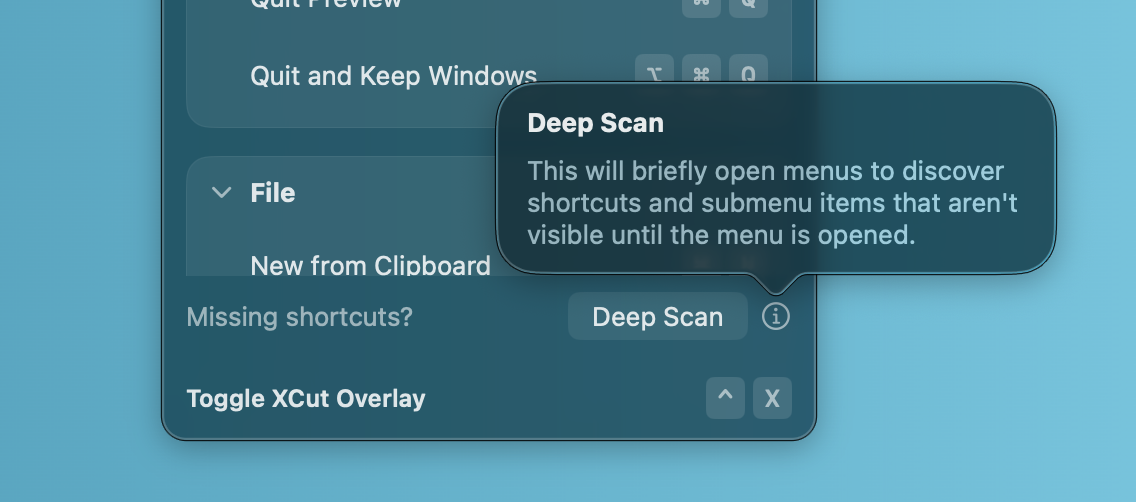 Quit Preview ⌘ Q
Quit and Keep Windows ⌥ ⌘ Q
Deep Scan
This will briefly open menus to discover
shortcuts and submenu items that aren't
visible until the menu is opened.
File
New from Clipboard
Missing shortcuts? Deep Scan
Toggle XCut Overlay ^ X